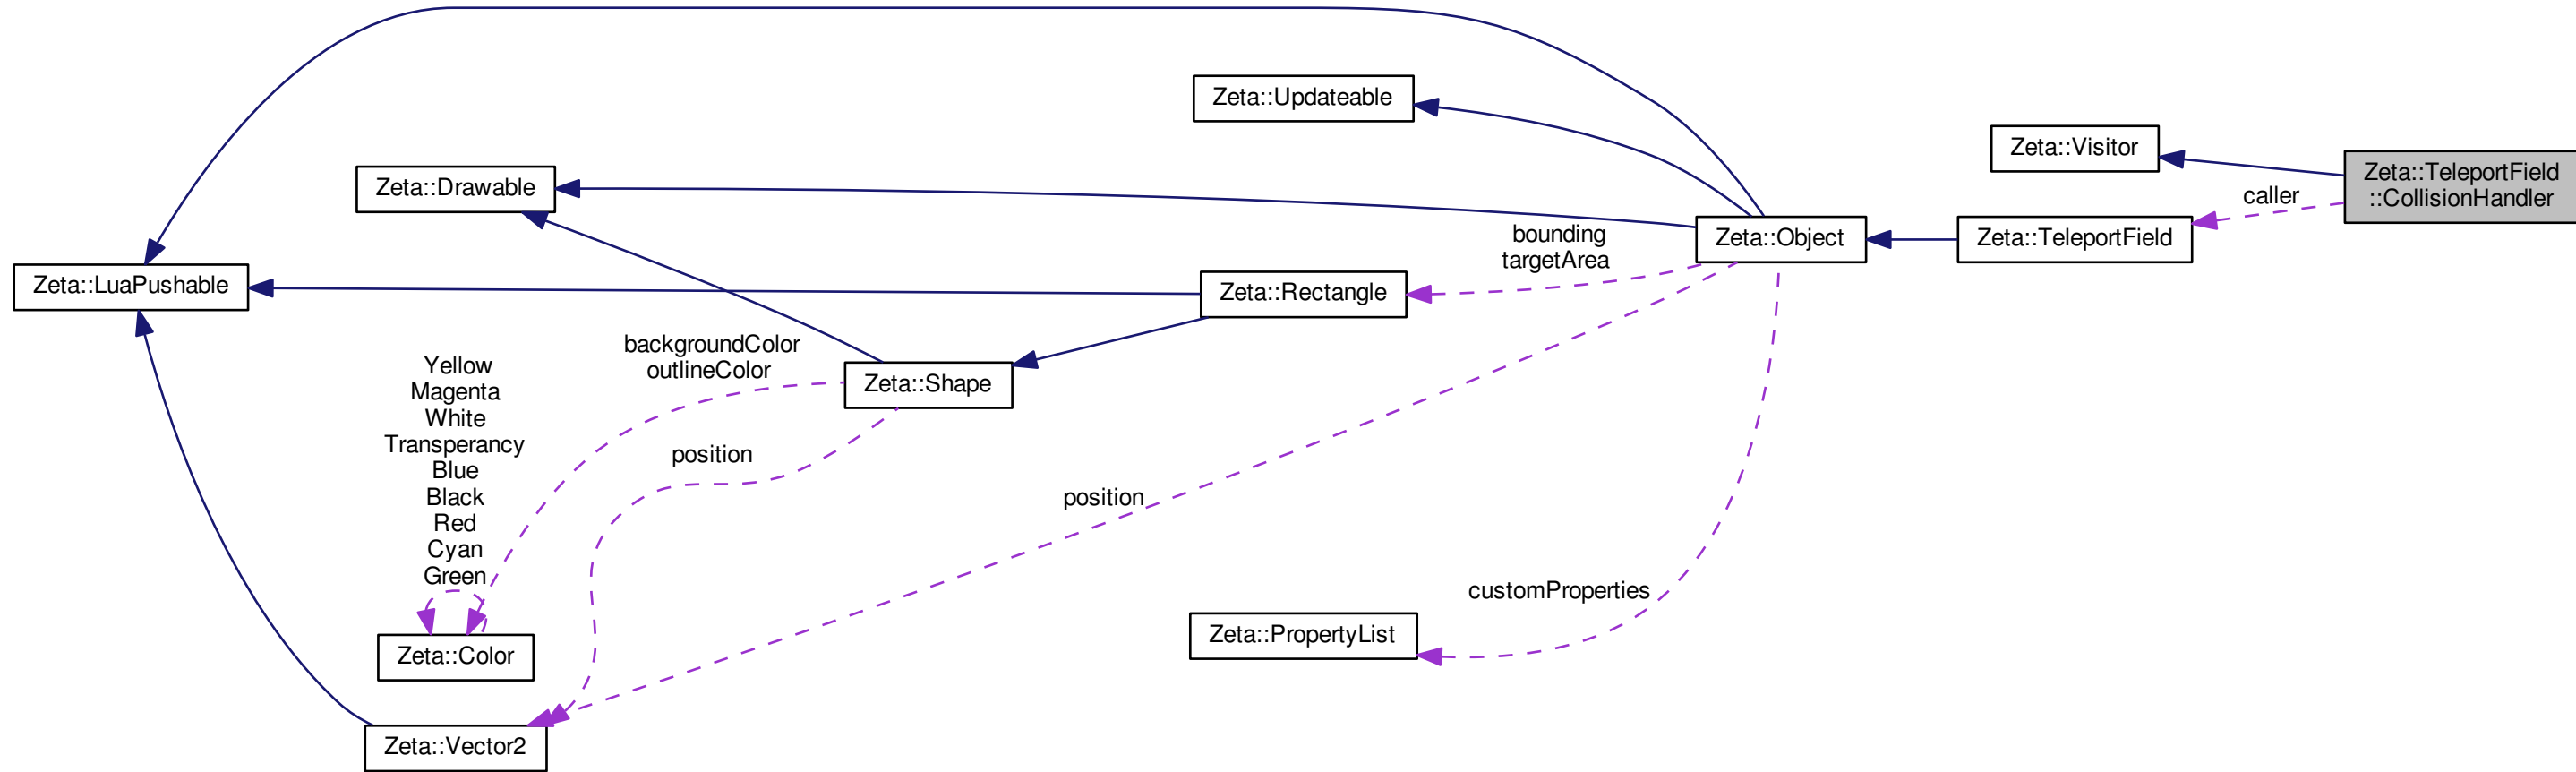 Zeta::Updateable
Zeta::Visitor
Zeta::TeleportField
::CollisionHandler
caller
Zeta::Drawable
bounding
targetArea
Zeta::Object
Zeta::TeleportField
Zeta::LuaPushable
Zeta::Rectangle
backgroundColor
outlineColor
Zeta::Shape
Yellow
Magenta
White
Transperancy
Blue
Black
Red
Cyan
Green
position
position
customProperties
Zeta::PropertyList
Zeta::Color
Zeta::Vector2